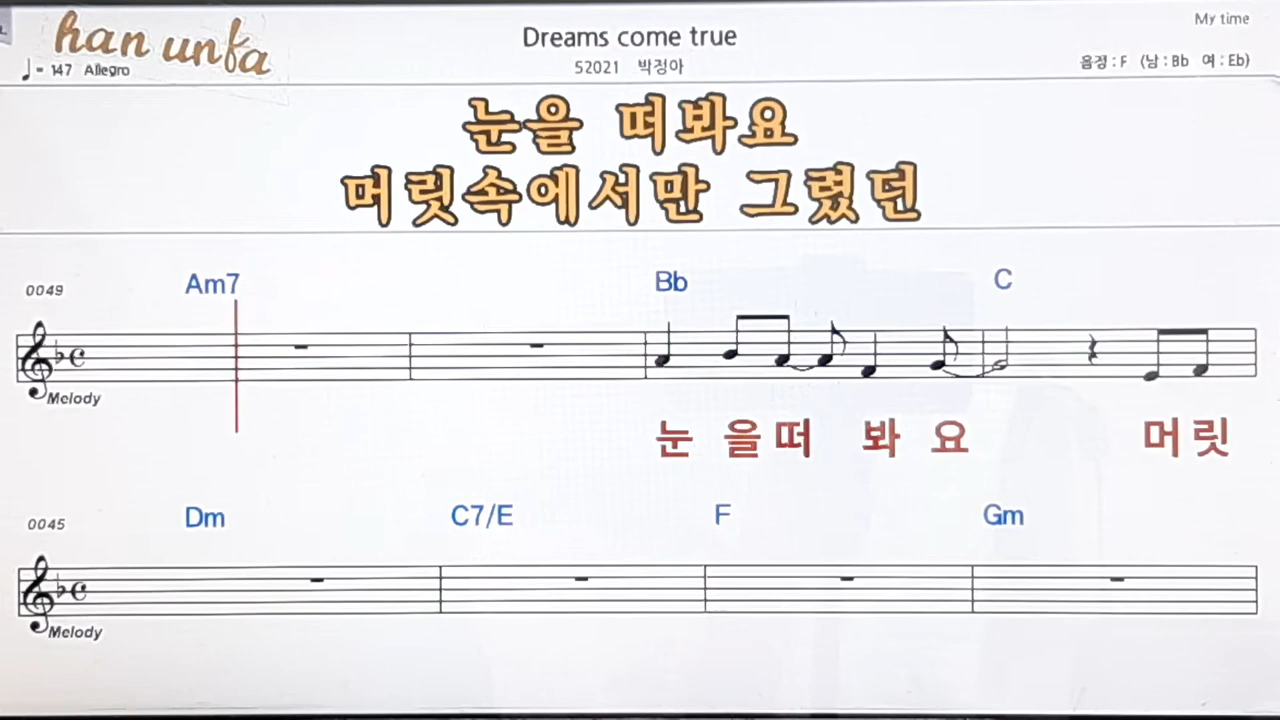 han unfa
My time
Dreams come true
♩= 147 Allegro
52021 박정아
음정 : F (남 : Bb 여 : Eb)
눈을 떠봐요
머릿속에서만 그렸던
0049
Am7 Bb C
Melody
눈 을 떠 봐 요 머 릿
0045
Dm C7/E F Gm
Melody